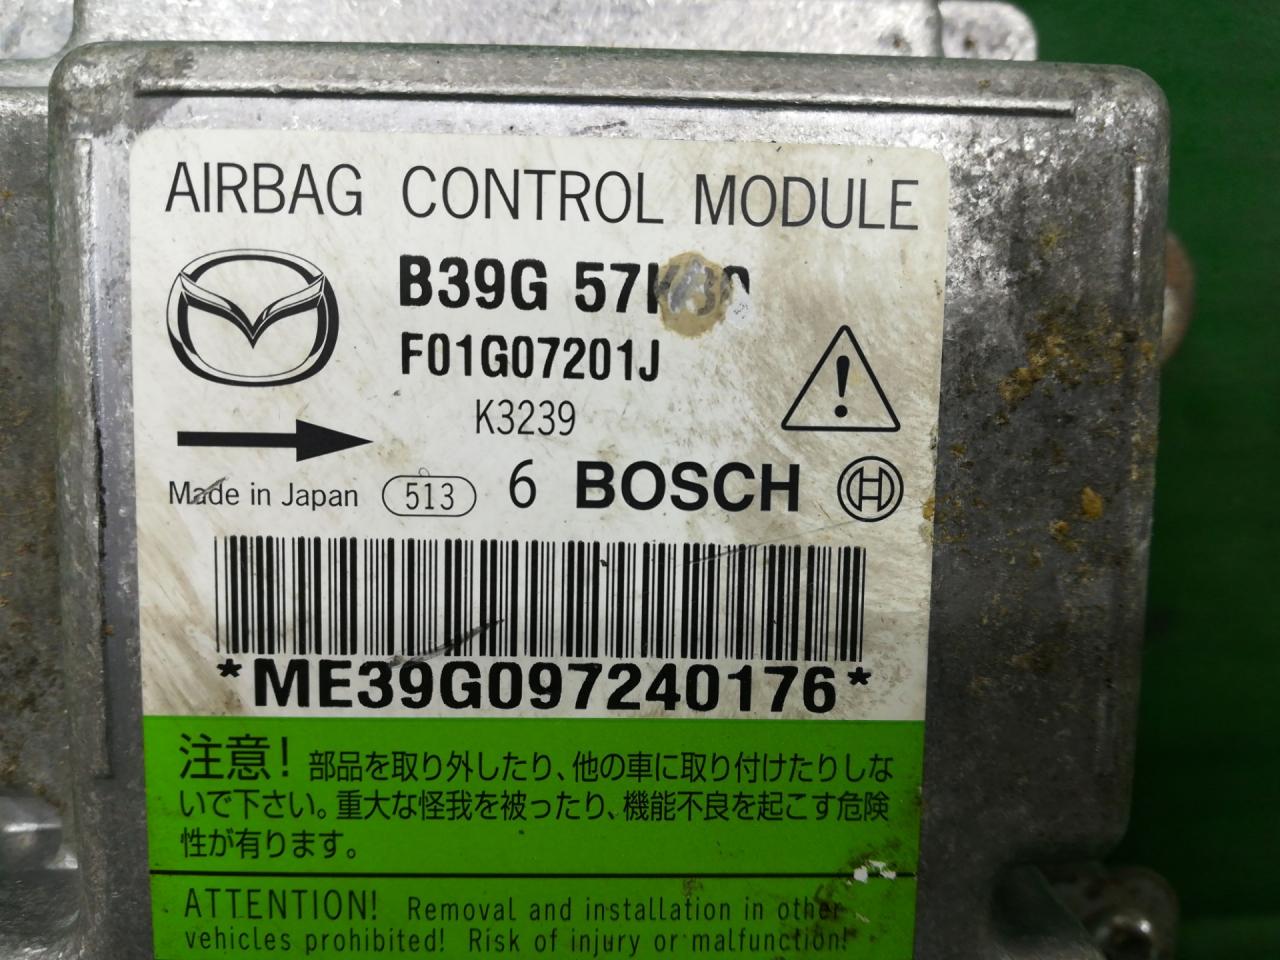 AIRBAG CONTROL MODULE
B39G
F01G07201J
K3239
Made in Japan 513 6 BOSCH
*ME39G097240176*
注意！部品を取り外したり、他の車に取り付けたりしな
いで下さい。重大な怪我を被ったり、機能不良を起こす危険
性が有ります。
ATTENTION! Removal and installation in other
vehicles prohibited! Risk of injury or malfunction!